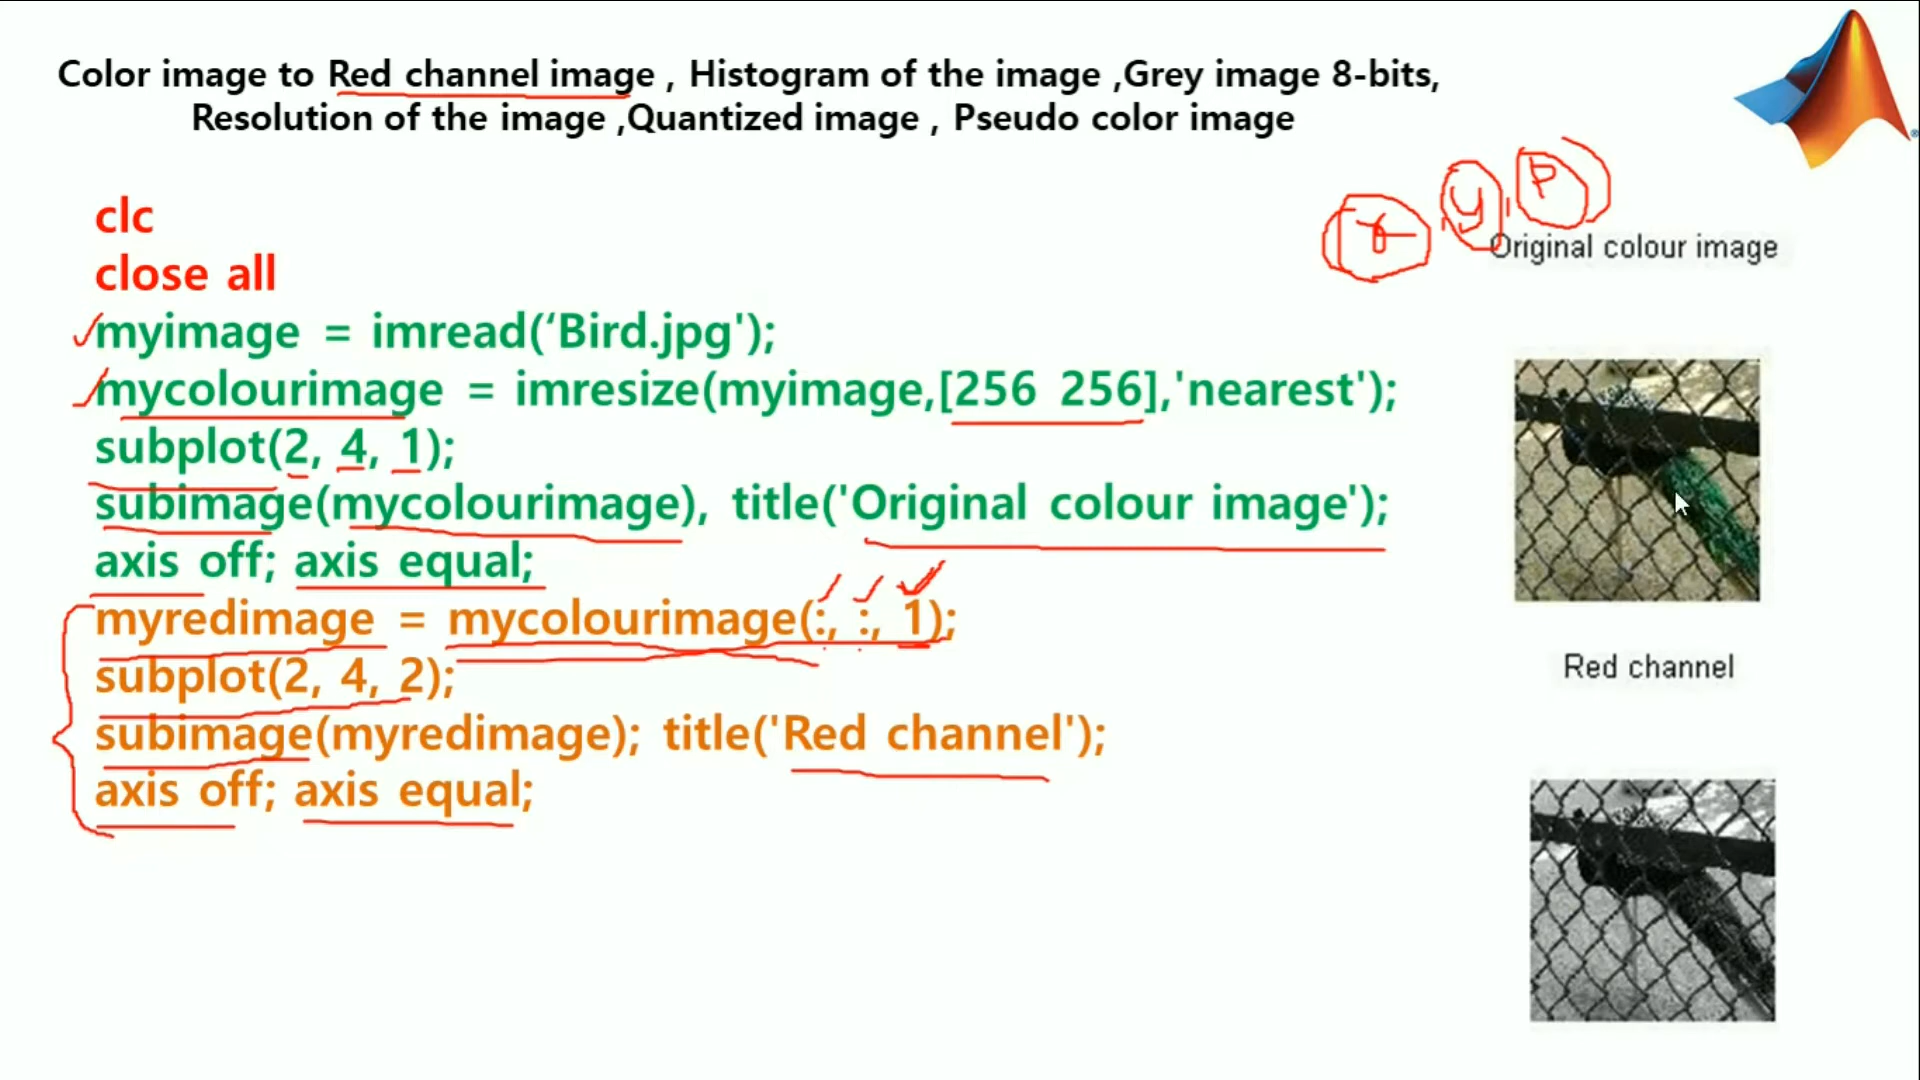 Color image to Red channel image , Histogram of the image ,Grey image 8-bits,
Resolution of the image ,Quantized image , Pseudo color image
clc
close all
myimage = imread(‘Bird.jpg');
mycolourimage = imresize(myimage,[256 256],'nearest');
subplot(2, 4, 1);
subimage(mycolourimage), title('Original colour image');
axis off; axis equal;
myredimage = mycolourimage(:, :, 1);
subplot(2, 4, 2);
subimage(myredimage); title('Red channel');
axis off; axis equal;
y, P
Original colour image
Red channel